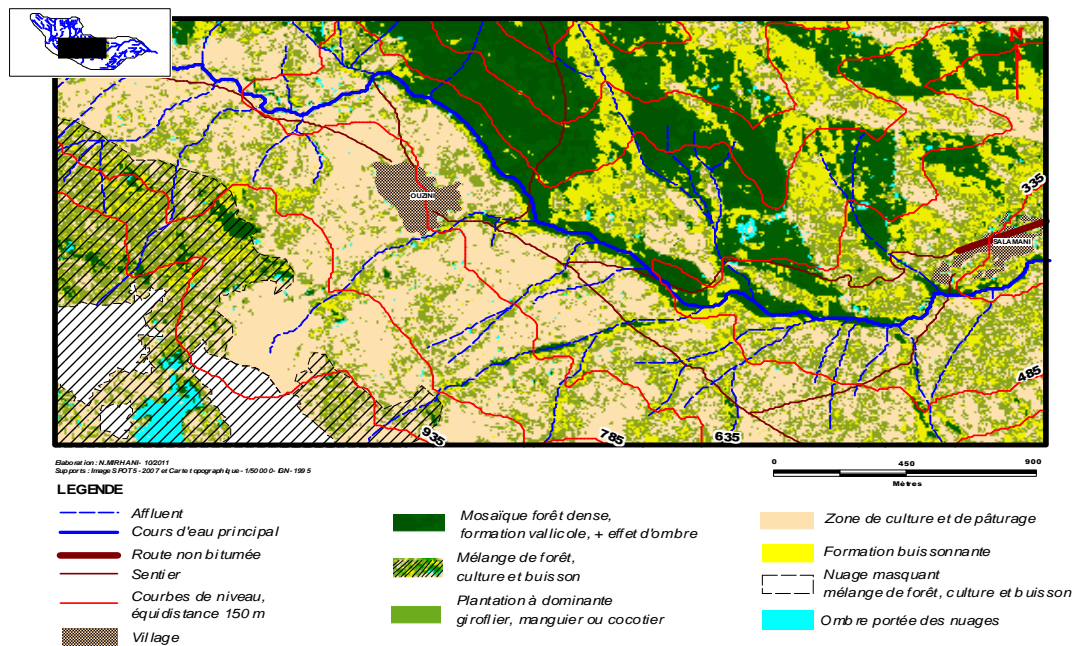 N
OUZINI
335
SALAMANI
485
935
785
635
Elaboration : N.MIRHANI - 10/2011
Supports : Image SPOT 5 - 2007 et Carte topographique - 1/50 000 - IGN - 1995
0 450 900
Mètres
LEGENDE
Affluent
Cours d'eau principal
Route non bitumée
Sentier
Courbes de niveau,
équidistance 150 m
Village
Mosaïque forêt dense,
formation vallicole, + effet d'ombre
Mélange de forêt,
culture et buisson
Plantation à dominante
giroflier, manguier ou cocotier
Zone de culture et de pâturage
Formation buissonnante
Nuage masquant
mélange de forêt, culture et buisson
Ombre portée des nuages